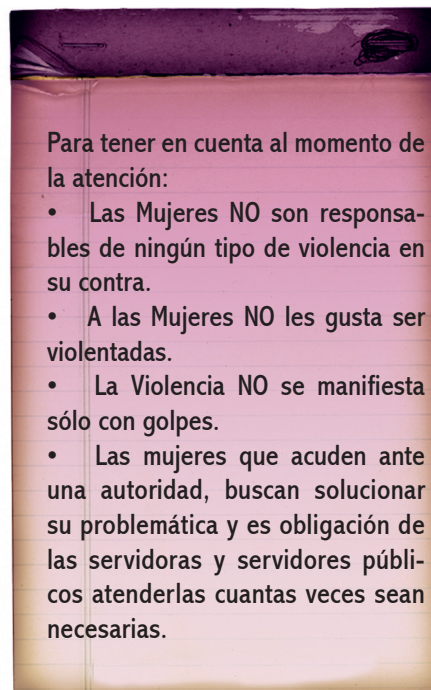 Para tener en cuenta al momento de
la atención:
• Las Mujeres NO son responsa-
bles de ningún tipo de violencia en
su contra.
• A las Mujeres NO les gusta ser
violentadas.
• La Violencia NO se manifiesta
sólo con golpes.
• Las mujeres que acuden ante
una autoridad, buscan solucionar
su problemática y es obligación de
las servidoras y servidores públi-
cos atenderlas cuantas veces sean
necesarias.